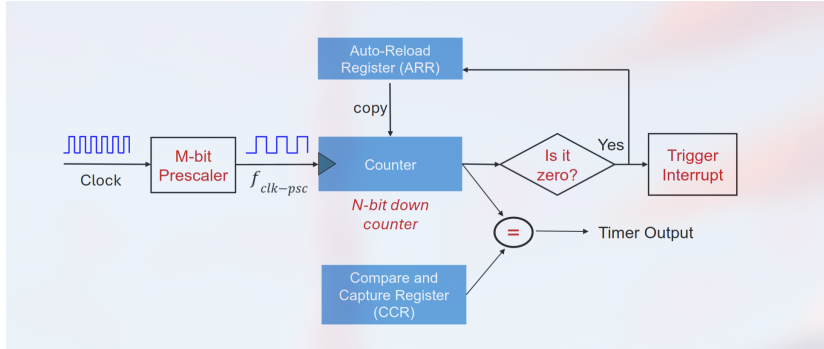 Auto-Reload
Register (ARR)
copy
Clock
M-bit
Prescaler
f clk−psc
Counter
N-bit down
counter
Is it
zero?
Yes
Trigger
Interrupt
=
Timer Output
Compare and
Capture Register
(CCR)